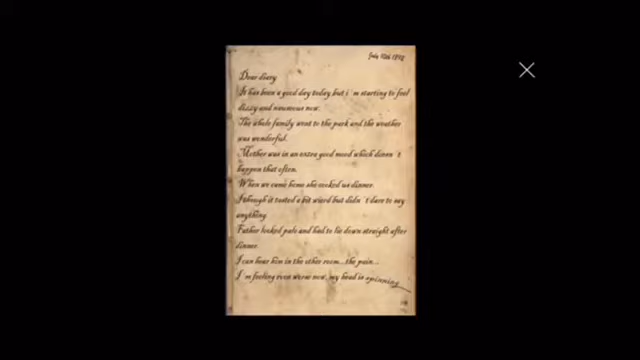 Dear diary
It has been a good day today but i'm starting to feel
dizzy and nauseous now.
The whole family went to the park and the weather
was wonderful.
Mother was in an extra good mood which doesn't
happen that often.
When we came home she cooked us dinner.
I though it tasted a bit wierd but didn't dare to say
anything.
Father looked pale and had to lie down straight after
dinner.
I can hear him in the other room...the pain...
I'm feeling even worse now, my head is spinning